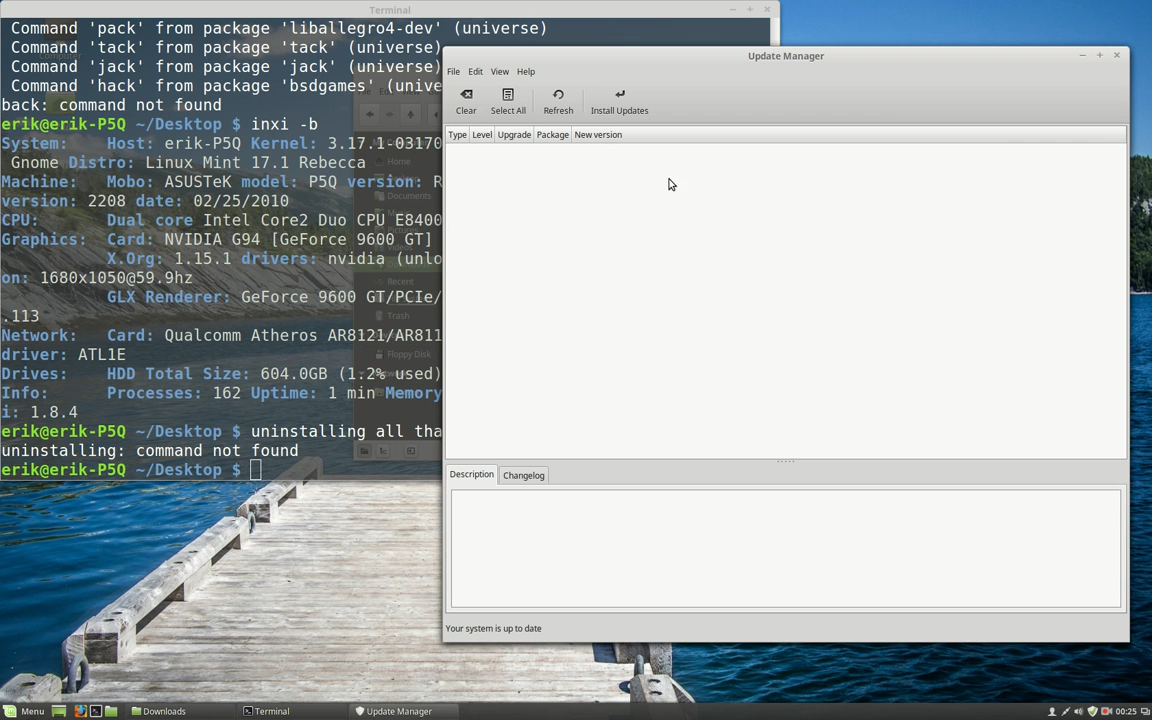 Terminal
Command 'pack' from package 'liballegro4-dev' (universe)
Command 'tack' from package 'tack' (universe)
Command 'jack' from package 'jack' (universe)
Command 'hack' from package 'bsdgames' (unive
back: command not found
erik@erik-P5Q ~/Desktop $ inxi -b
System: Host: erik-P5Q Kernel: 3.17.1-03170
Gnome Distro: Linux Mint 17.1 Rebecca
Machine: Mobo: ASUSTeK model: P5Q version: R
version: 2208 date: 02/25/2010
CPU: Dual core Intel Core2 Duo CPU E8400
Graphics: Card: NVIDIA G94 [GeForce 9600 GT]
X.Org: 1.15.1 drivers: nvidia (unlo
on: 1680x1050@59.9hz
GLX Renderer: GeForce 9600 GT/PCIe/
.113
Network: Card: Qualcomm Atheros AR8121/AR811
driver: ATL1E
Drives: HDD Total Size: 604.0GB (1.2% used)
Info: Processes: 162 Uptime: 1 min Memory
i: 1.8.4
erik@erik-P5Q ~/Desktop $ uninstalling all tha
uninstalling: command not found
erik@erik-P5Q ~/Desktop $
Home
Documents
Recent
Trash
Floppy Disk
Update Manager
File Edit View Help
Clear Select All Refresh Install Updates
Type Level Upgrade Package New version
Description Changelog
Your system is up to date
Menu Downloads Terminal Update Manager 00:25